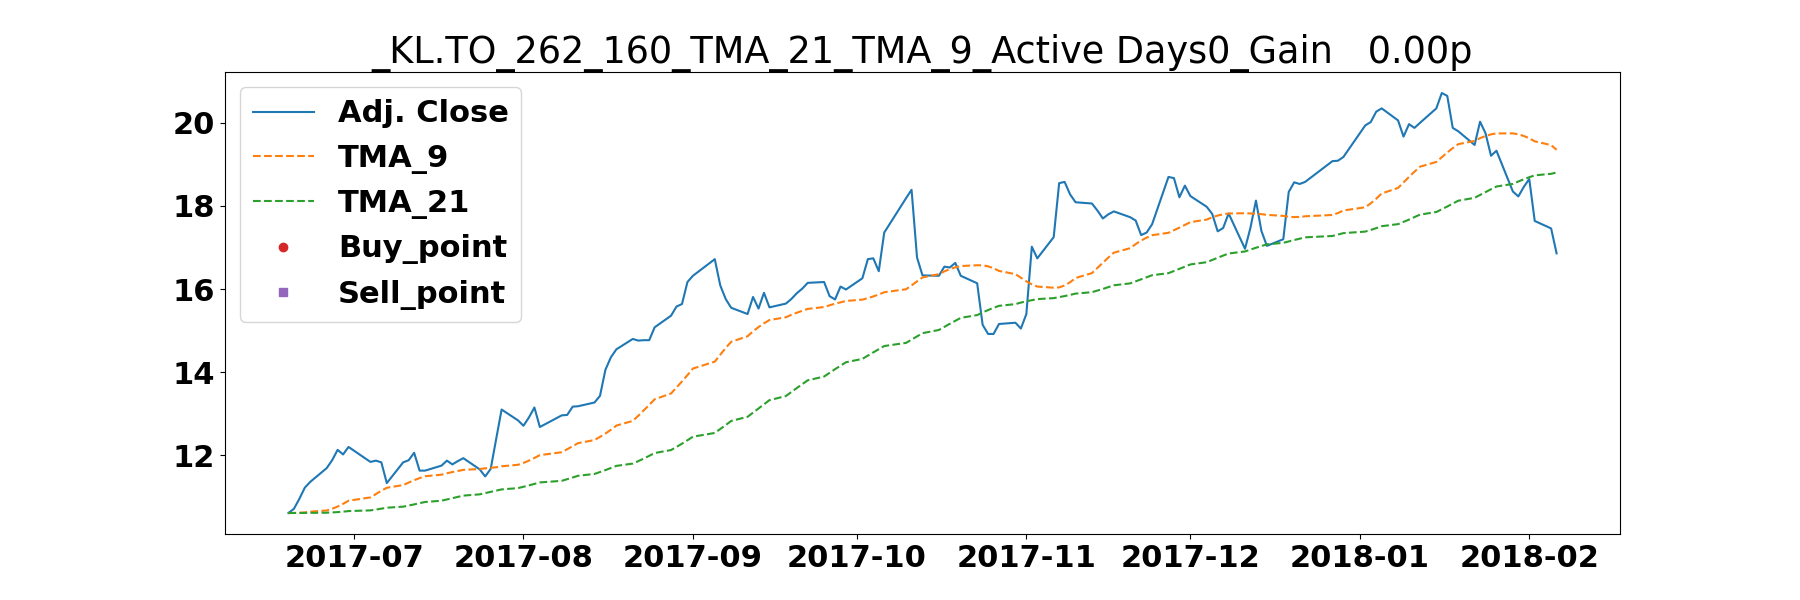 _KL.TO_262_160_TMA_21_TMA_9_Active Days0_Gain   0.00p
Adj. Close
TMA_9
TMA_21
Buy_point
Sell_point
20
18
16
14
12
2017-07 2017-08 2017-09 2017-10 2017-11 2017-12 2018-01 2018-02